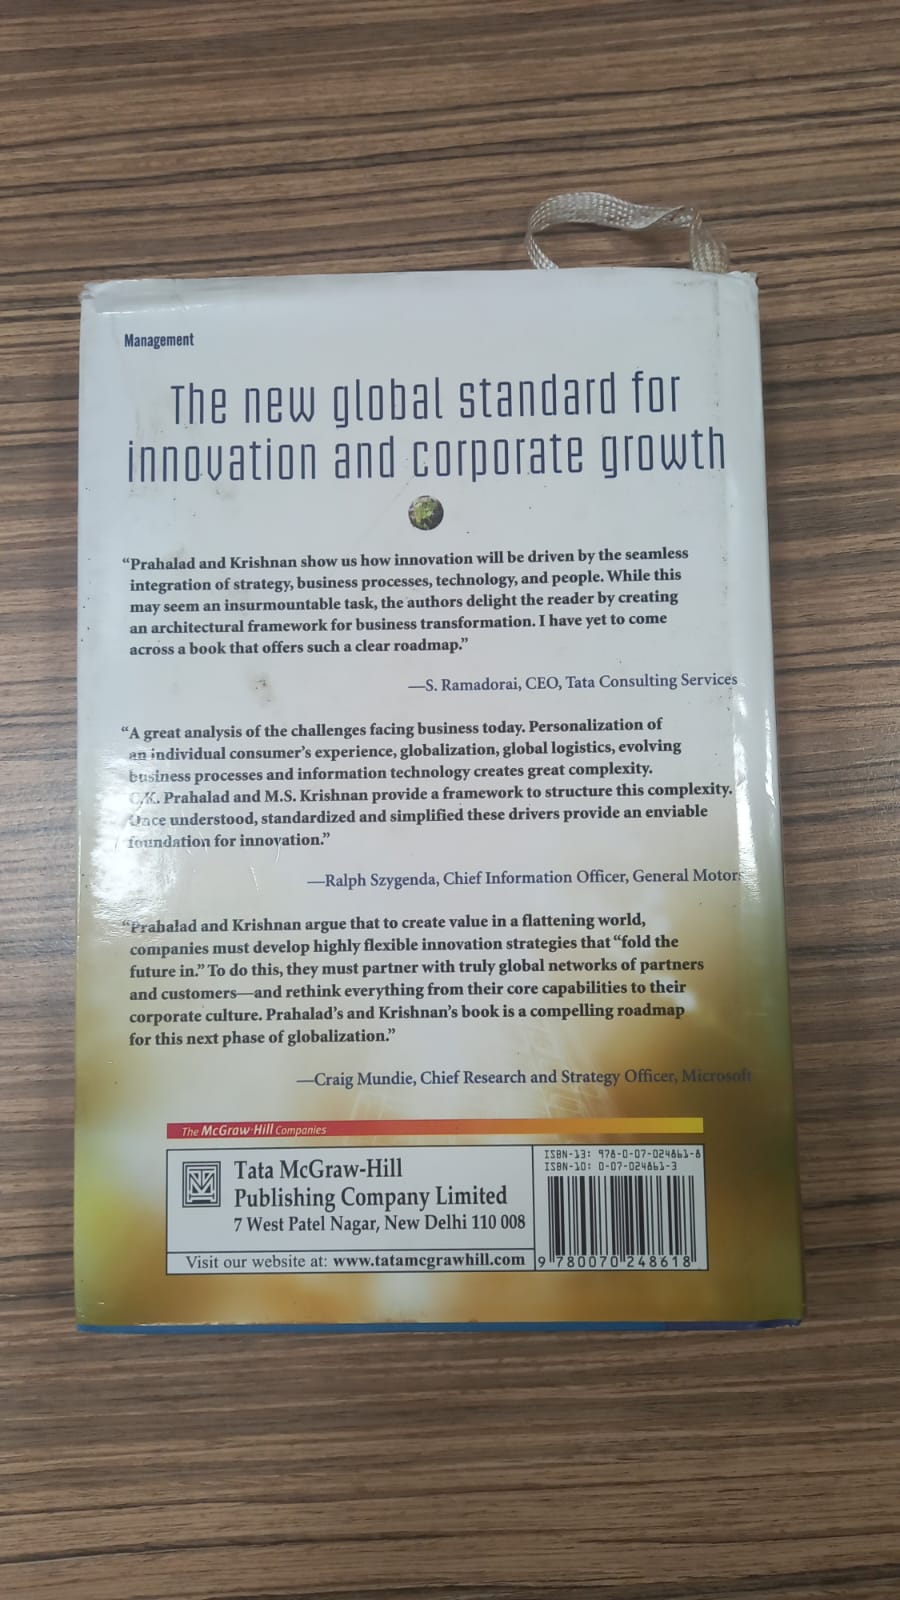 Management
The new global standard for
innovation and corporate growth
“Prahalad and Krishnan show us how innovation will be driven by the seamless
integration of strategy, business processes, technology, and people. While this
may seem an insurmountable task, the authors delight the reader by creating
an architectural framework for business transformation. I have yet to come
across a book that offers such a clear roadmap.”
—S. Ramadorai, CEO, Tata Consulting Services
“A great analysis of the challenges facing business today. Personalization of
an individual consumer’s experience, globalization, global logistics, evolving
business processes and information technology creates great complexity.
C.K. Prahalad and M.S. Krishnan provide a framework to structure this complexity.
Once understood, standardized and simplified these drivers provide an enviable
foundation for innovation.”
—Ralph Szygenda, Chief Information Officer, General Motors
“Prahalad and Krishnan argue that to create value in a flattening world,
companies must develop highly flexible innovation strategies that “fold the
future in.” To do this, they must partner with truly global networks of partners
and customers—and rethink everything from their core capabilities to their
corporate culture. Prahalad’s and Krishnan’s book is a compelling roadmap
for this next phase of globalization.”
—Craig Mundie, Chief Research and Strategy Officer, Microsoft
The McGraw·Hill Companies
Tata McGraw-Hill
Publishing Company Limited
7 West Patel Nagar, New Delhi 110 008
Visit our website at: www.tatamcgrawhill.com
ISBN-13: 978-0-07-024861-8
ISBN-10: 0-07-024861-3
9 780070 248618